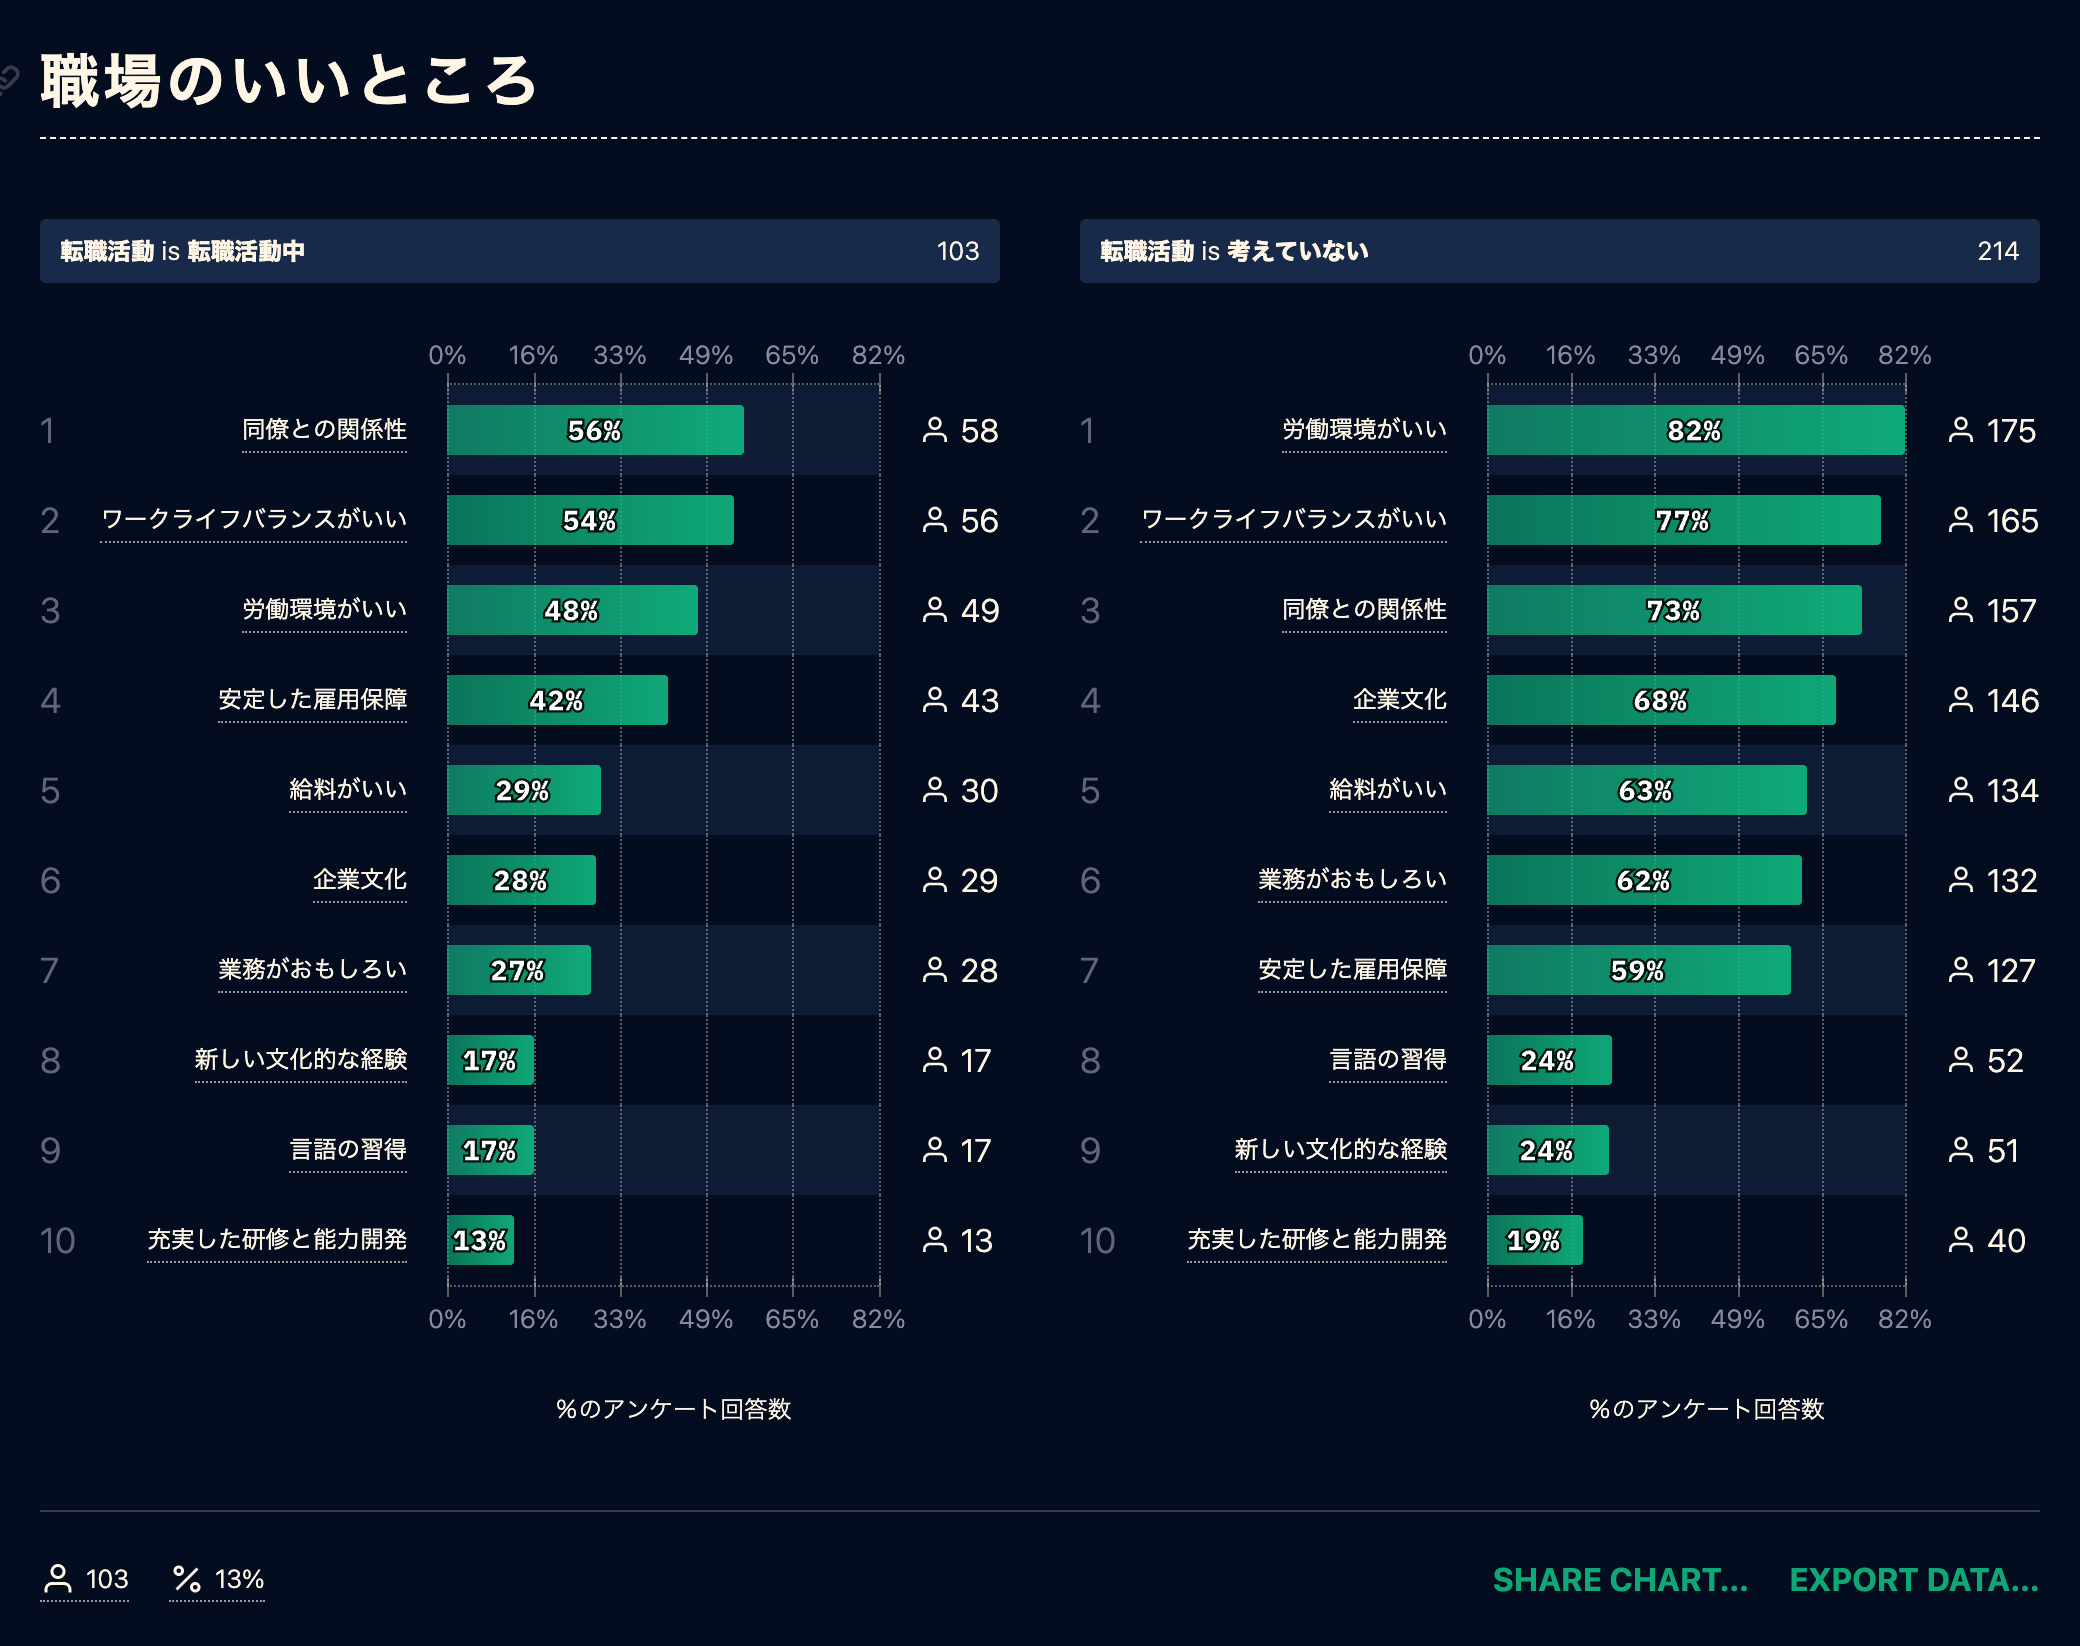 職場のいいところ
転職活動 is 転職活動中 103
0% 16% 33% 49% 65% 82%
1 同僚との関係性 56% 58
2 ワークライフバランスがいい 54% 56
3 労働環境がいい 48% 49
4 安定した雇用保障 42% 43
5 給料がいい 29% 30
6 企業文化 28% 29
7 業務がおもしろい 27% 28
8 新しい文化的な経験 17% 17
9 言語の習得 17% 17
10 充実した研修と能力開発 13% 13
0% 16% 33% 49% 65% 82%
%のアンケート回答数
転職活動 is 考えていない 214
0% 16% 33% 49% 65% 82%
1 労働環境がいい 82% 175
2 ワークライフバランスがいい 77% 165
3 同僚との関係性 73% 157
4 企業文化 68% 146
5 給料がいい 63% 134
6 業務がおもしろい 62% 132
7 安定した雇用保障 59% 127
8 言語の習得 24% 52
9 新しい文化的な経験 24% 51
10 充実した研修と能力開発 19% 40
0% 16% 33% 49% 65% 82%
%のアンケート回答数
103 % 13% SHARE CHART... EXPORT DATA...